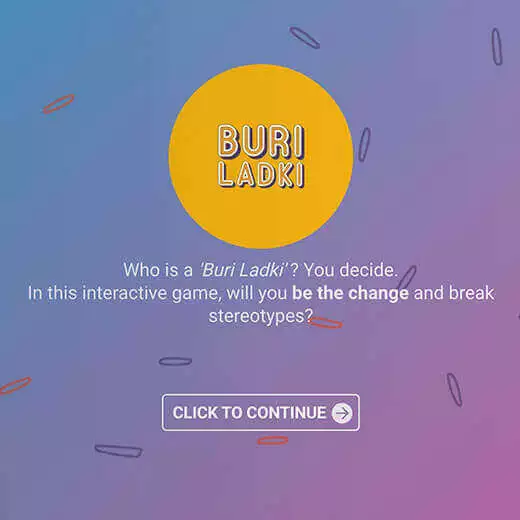 BURI
LADKI
Who is a 'Buri Ladki'? You decide.
In this interactive game, will you be the change and break
stereotypes?
CLICK TO CONTINUE